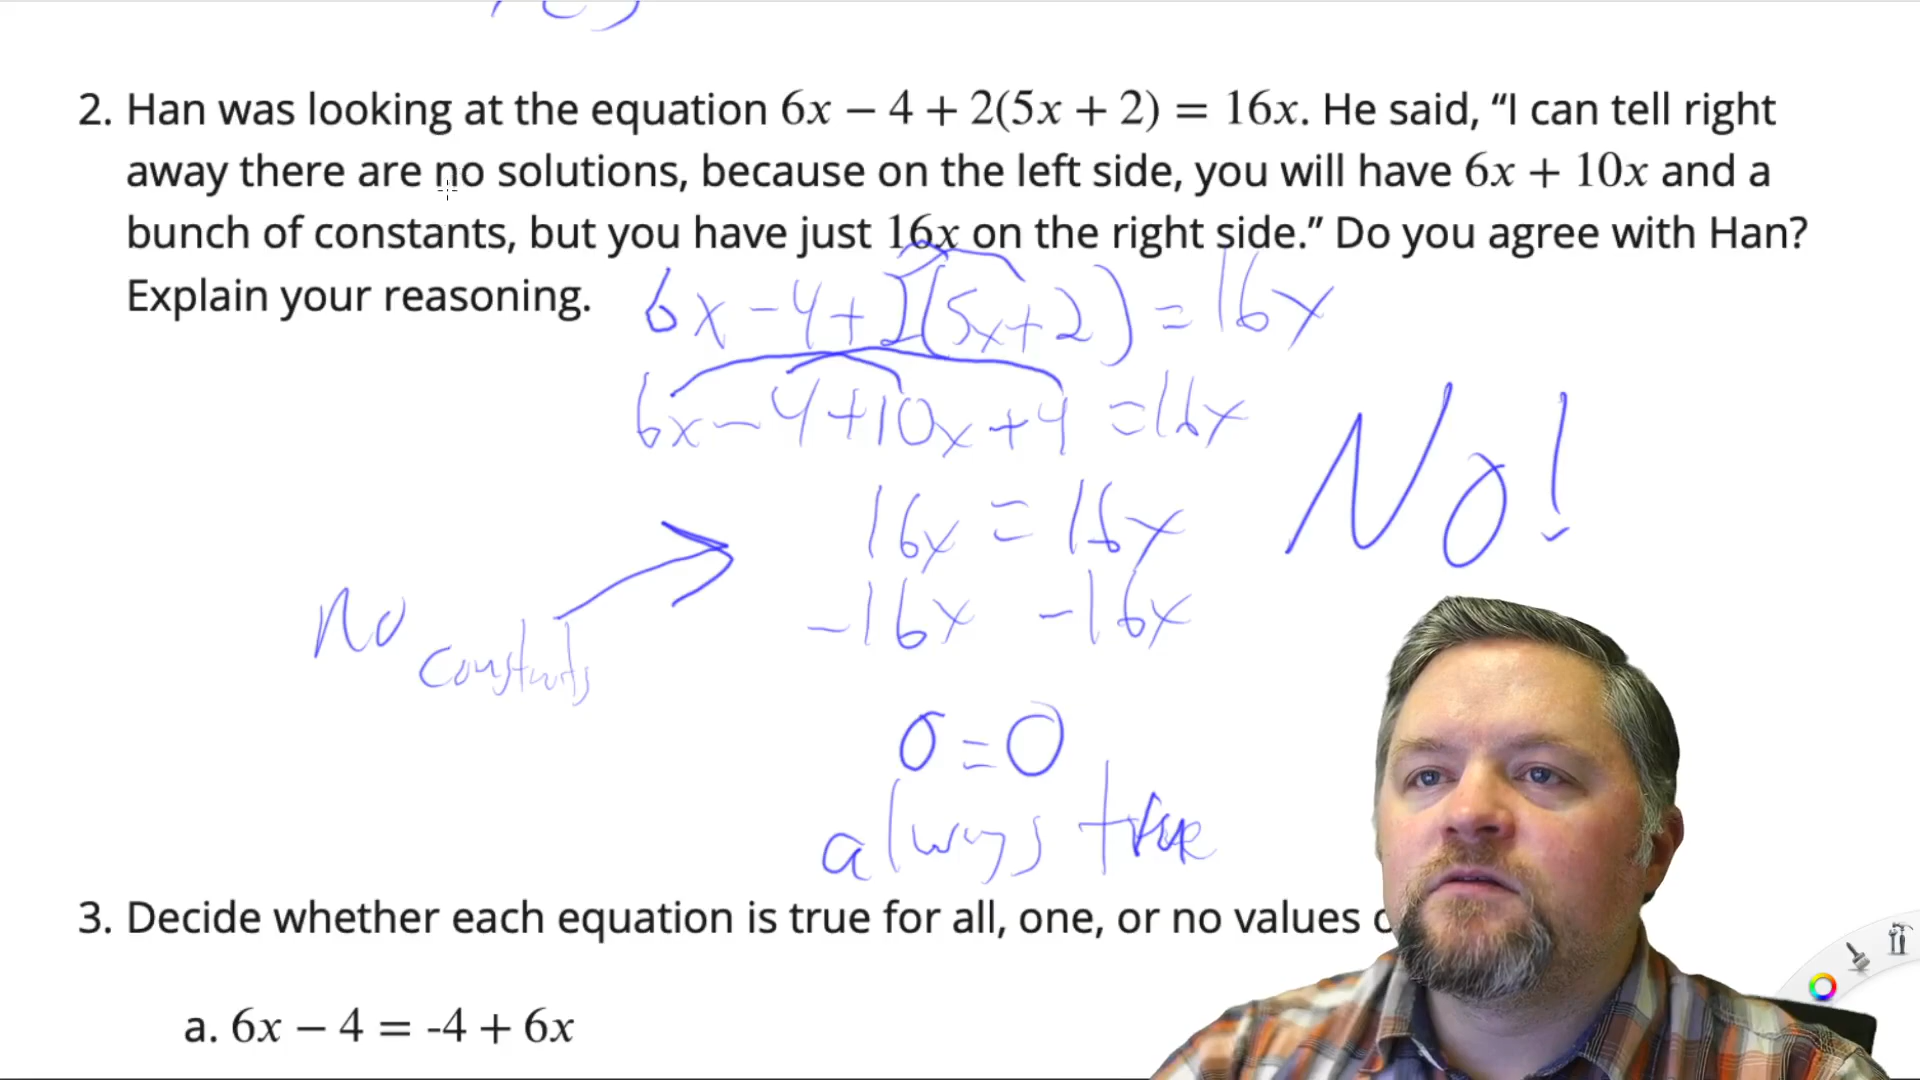 2. Han was looking at the equation 6x − 4 + 2(5x + 2) = 16x. He said, “I can tell right
away there are no solutions, because on the left side, you will have 6x + 10x and a
bunch of constants, but you have just 16x on the right side.” Do you agree with Han?
Explain your reasoning.
6x - 4 + 2(5x + 2) = 16x
6x - 4 + 10x + 4 = 16x
No!
16x = 16x
-16x -16x
No constants
0 = 0
always true
3. Decide whether each equation is true for all, one, or no values
a. 6x − 4 = -4 + 6x